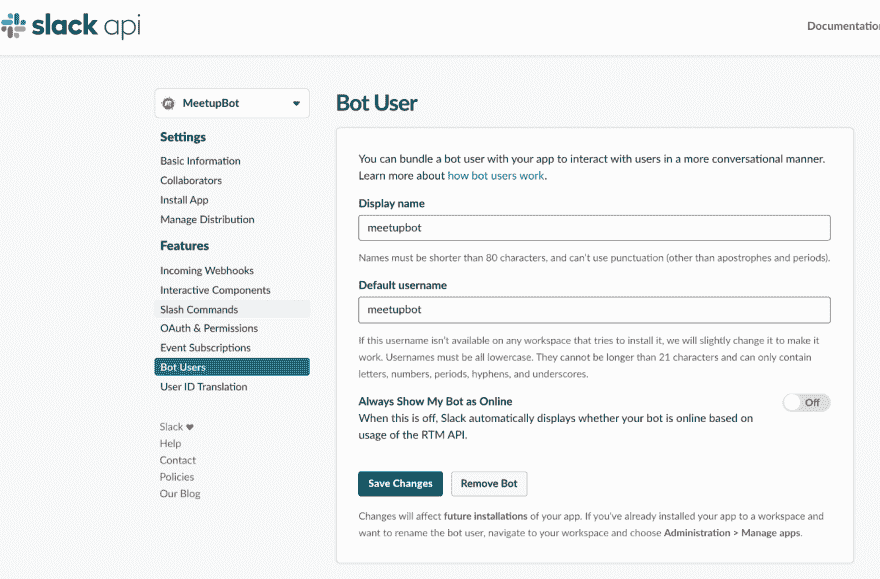 slack api
Documentation
MeetupBot
Settings
Basic Information
Collaborators
Install App
Manage Distribution
Features
Incoming Webhooks
Interactive Components
Slash Commands
OAuth & Permissions
Event Subscriptions
Bot Users
User ID Translation
Slack ♥
Help
Contact
Policies
Our Blog
Bot User
You can bundle a bot user with your app to interact with users in a more conversational manner.
Learn more about how bot users work.
Display name
meetupbot
Names must be shorter than 80 characters, and can't use punctuation (other than apostrophes and periods).
Default username
meetupbot
If this username isn't available on any workspace that tries to install it, we will slightly change it to make it
work. Usernames must be all lowercase. They cannot be longer than 21 characters and can only contain
letters, numbers, periods, hyphens, and underscores.
Always Show My Bot as Online
Off
When this is off, Slack automatically displays whether your bot is online based on
usage of the RTM API.
Save Changes
Remove Bot
Changes will affect future installations of your app. If you've already installed your app to a workspace and
want to rename the bot user, navigate to your workspace and choose Administration > Manage apps.